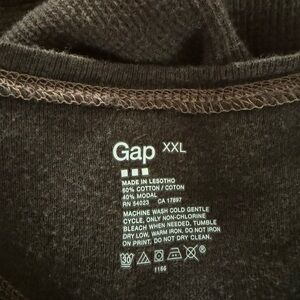 Gap XXL
MADE IN LESOTHO
60% COTTON / COTON
40% MODAL
RN 54023 CA 17897
MACHINE WASH COLD GENTLE
CYCLE, ONLY NON-CHLORINE
BLEACH WHEN NEEDED, TUMBLE
DRY LOW, WARM IRON. DO NOT IRON
ON PRINT. DO NOT DRY CLEAN.
30°
1156